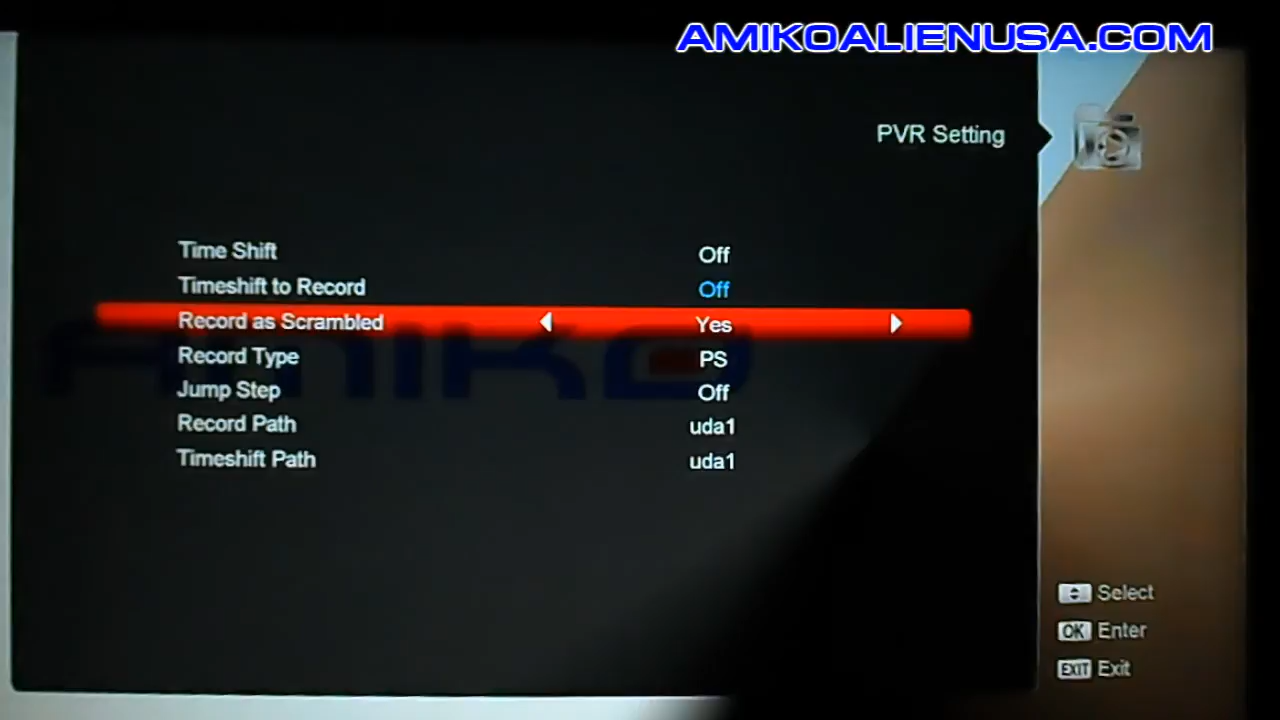 AMIKOALIENUSA.COM
PVR Setting
Time Shift Off
Timeshift to Record Off
Record as Scrambled Yes
AMIKO
Record Type PS
Jump Step Off
Record Path uda1
Timeshift Path uda1
Select
OK Enter
EXIT Exit